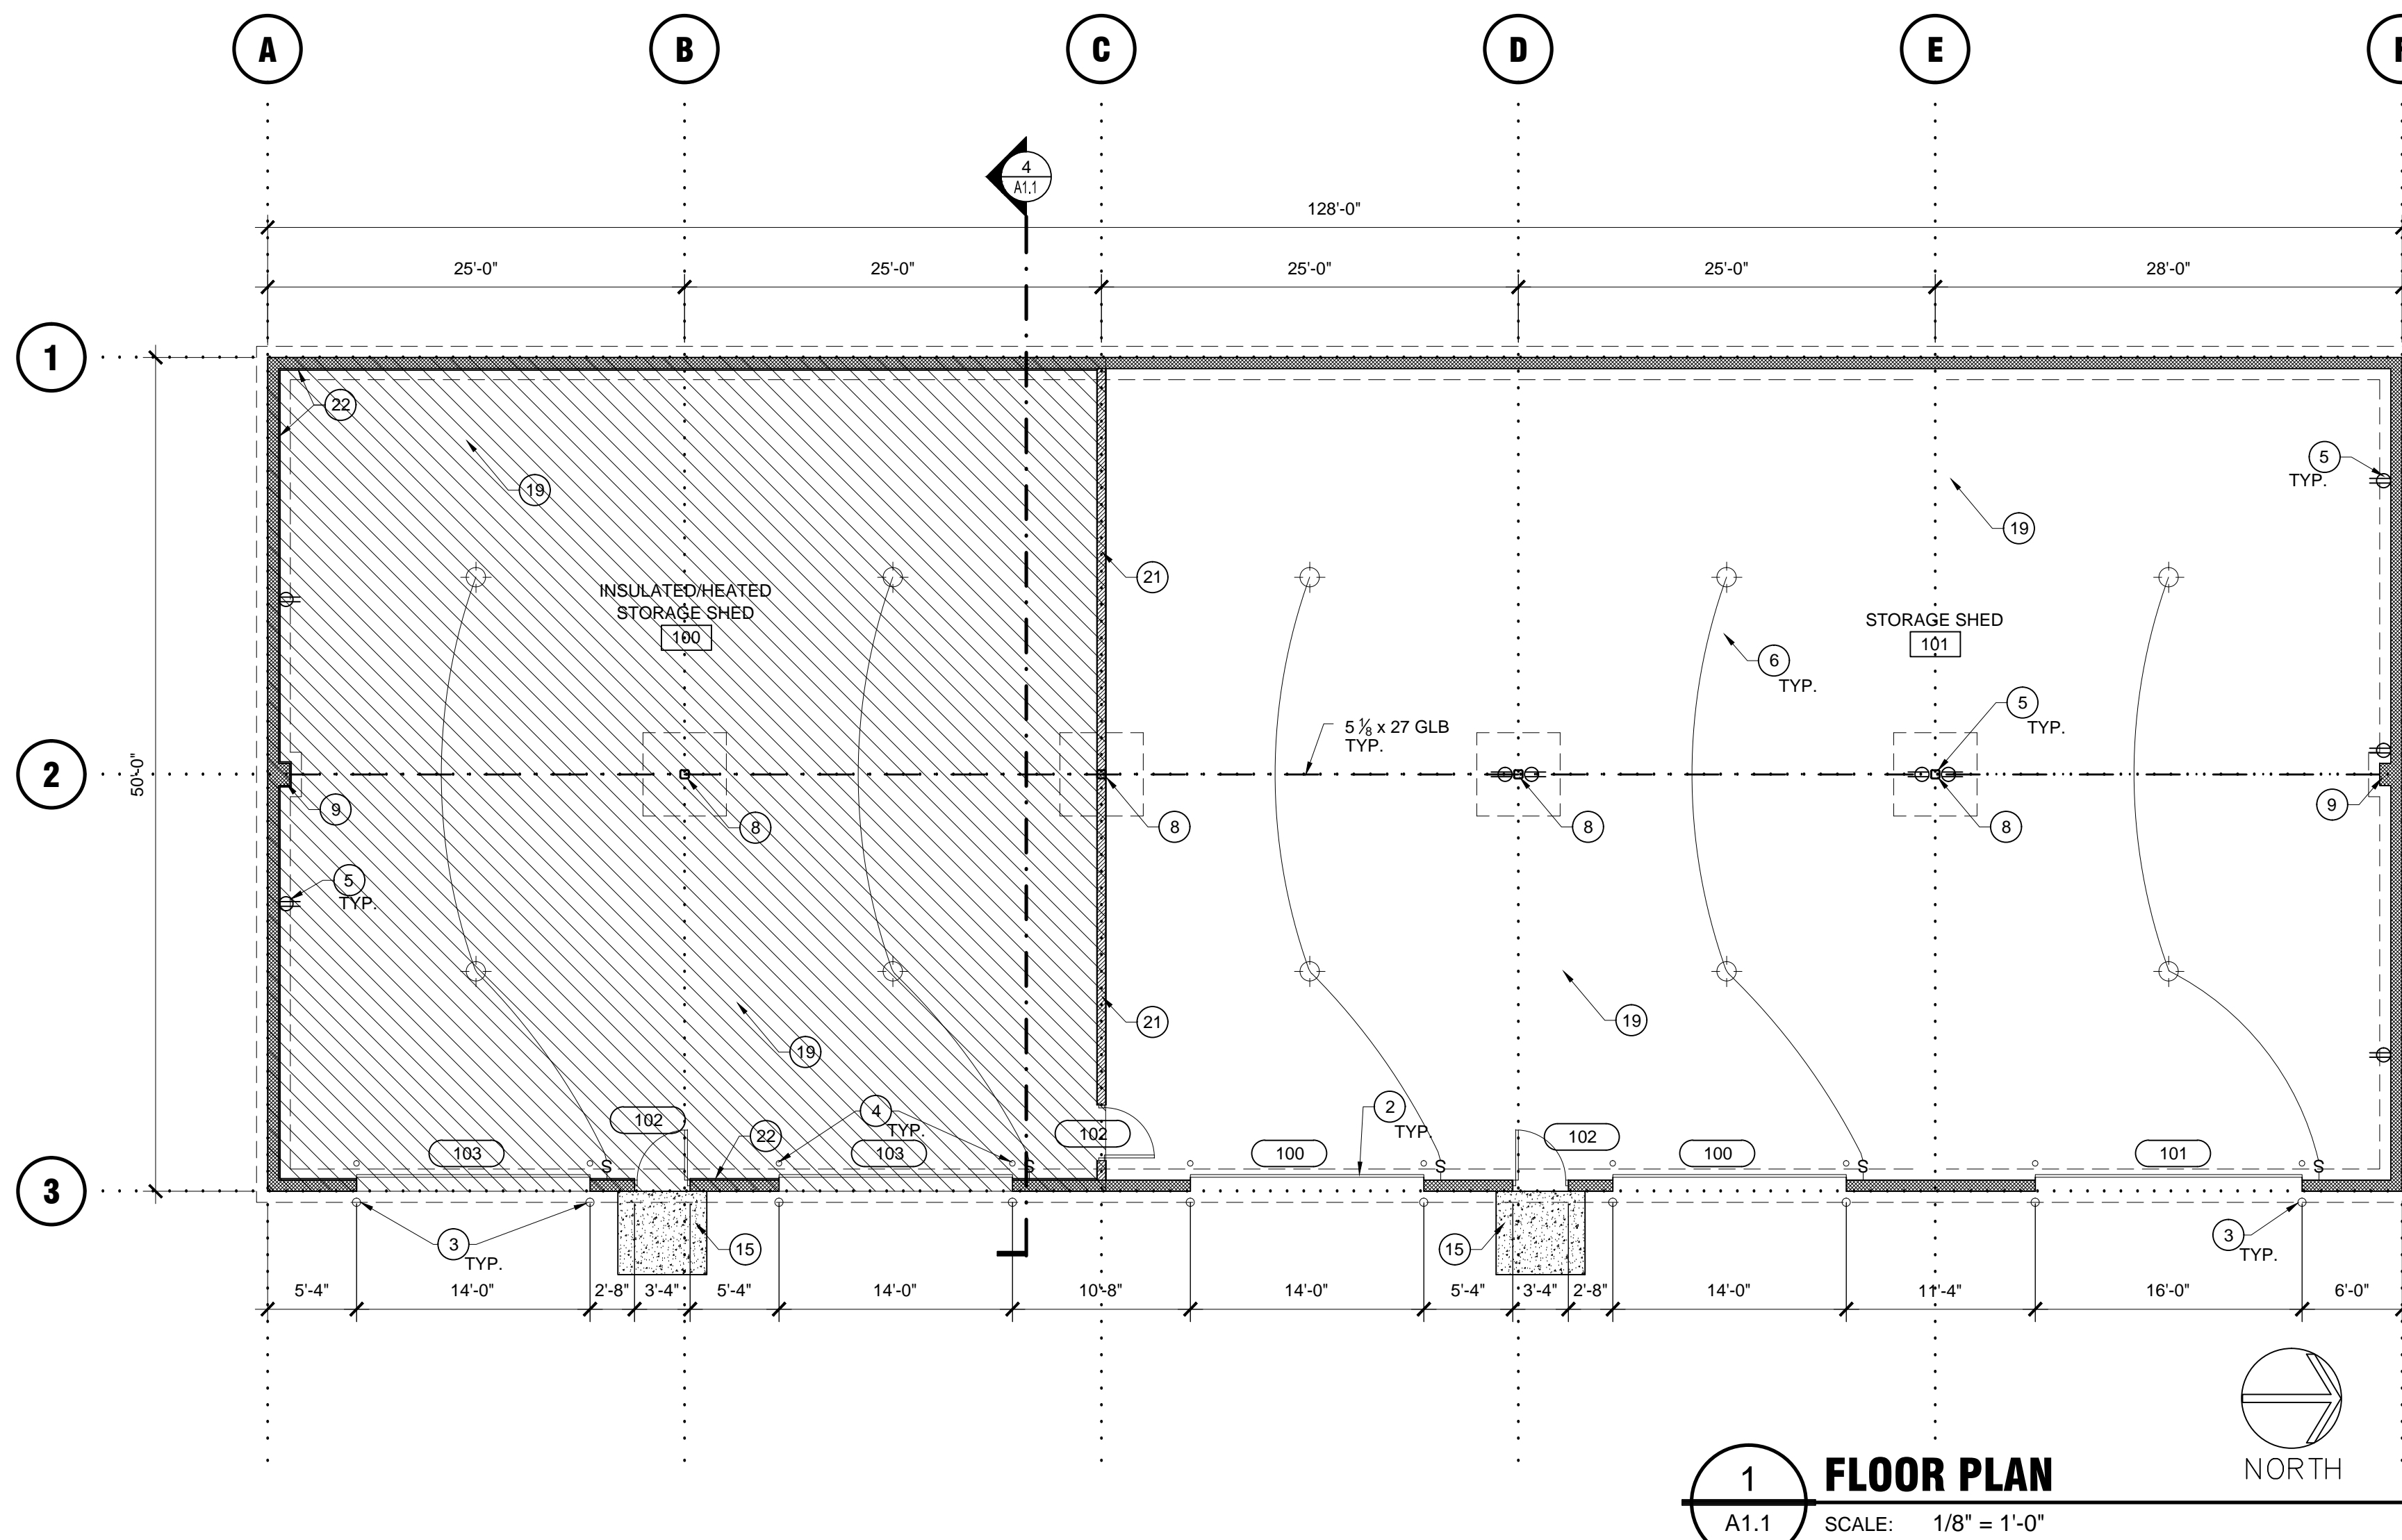 A
B
C
D
E
4
A1.1
128'-0"
25'-0"
25'-0"
25'-0"
25'-0"
28'-0"
1
22
5
TYP.
19
19
21
INSULATED/HEATED
STORAGE SHED
100
STORAGE SHED
101
6
TYP.
5
TYP.
5 ⅛ x 27 GLB
TYP.
2
50'-0"
9
8
8
8
8
9
5
TYP.
19
21
19
4
TYP.
2
TYP.
102
22
102
102
103
103
100
100
101
S
S
S
S
S
3
3
TYP.
15
15
3
TYP.
5'-4"
14'-0"
2'-8"
3'-4"
5'-4"
14'-0"
10'-8"
14'-0"
5'-4"
3'-4"
2'-8"
14'-0"
11'-4"
16'-0"
6'-0"
NORTH
1
A1.1
FLOOR PLAN
SCALE: 1/8" = 1'-0"